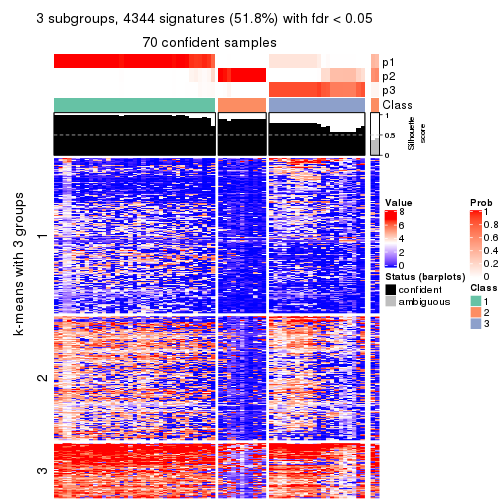 3 subgroups, 4344 signatures (51.8%) with fdr < 0.05
70 confident samples
p1
p2
p3
Class
1
0.5
0
Silhouette
score
k-means with 3 groups
1
2
3
Value
8
6
4
2
0
Status (barplots)
confident
ambiguous
Prob
1
0.8
0.6
0.4
0.2
0
Class
1
2
3